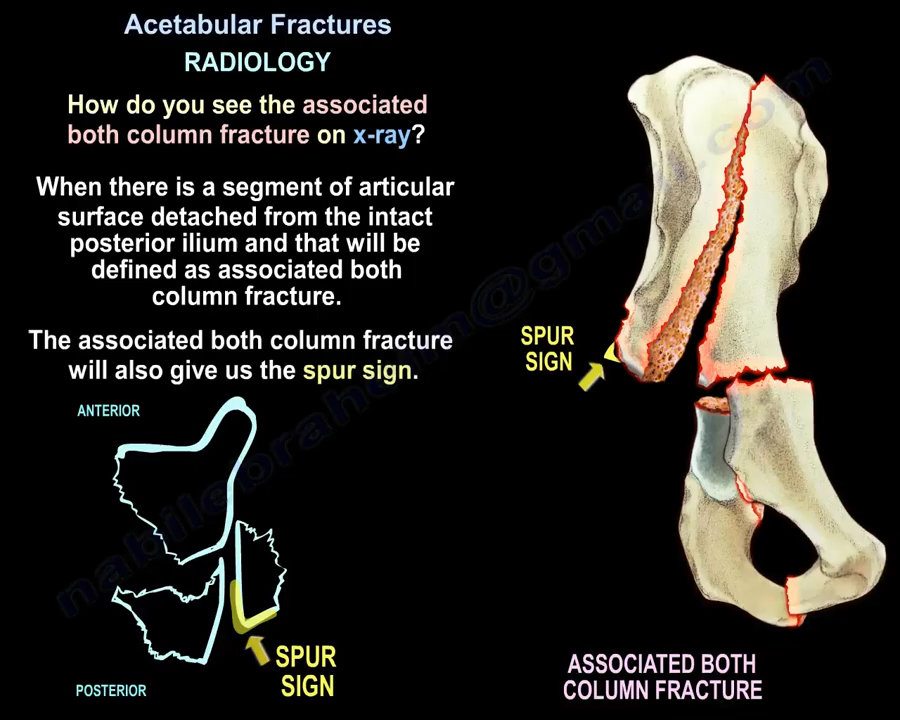 Acetabular Fractures
RADIOLOGY
How do you see the associated
both column fracture on x-ray?
When there is a segment of articular
surface detached from the intact
posterior ilium and that will be
defined as associated both
column fracture.
The associated both column fracture
will also give us the spur sign.
ANTERIOR
SPUR
SIGN
POSTERIOR
SPUR
SIGN
ASSOCIATED BOTH
COLUMN FRACTURE
nabilebraheim@gmail.com